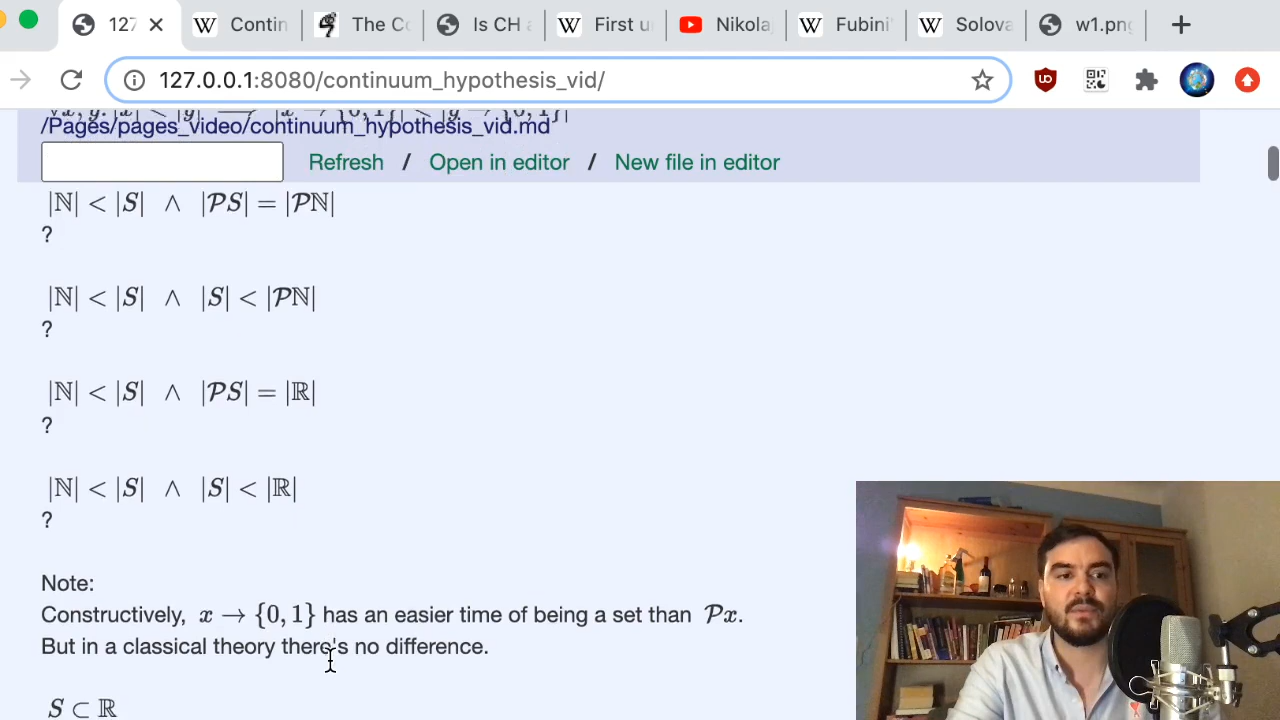 127
Contin
The Co
Is CH a
First u
Nikola
Fubini'
Solova
w1.png
127.0.0.1:8080/continuum_hypothesis_vid/
/Pages/pages_video/continuum_hypothesis_vid.md
Refresh / Open in editor / New file in editor
|ℕ| < |S| ∧ |𝒫S| = |𝒫ℕ|
?
|ℕ| < |S| ∧ |S| < |𝒫ℕ|
?
|ℕ| < |S| ∧ |𝒫S| = |ℝ|
?
|ℕ| < |S| ∧ |S| < |ℝ|
?
Note:
Constructively, x → {0, 1} has an easier time of being a set than 𝒫x.
But in a classical theory there's no difference.
S ⊂ ℝ